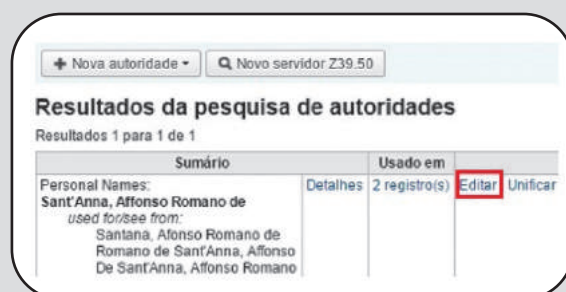 + Nova autoridade Novo servidor Z39.50
Resultados da pesquisa de autoridades
Resultados 1 para 1 de 1
Sumário Usado em
Personal Names: Detalhes 2 registro(s) Editar Unificar
Sant'Anna, Affonso Romano de
used for/see from:
Santana, Afonso Romano de
Romano de Sant'Anna, Affonso
De Sant'Anna, Affonso Romano